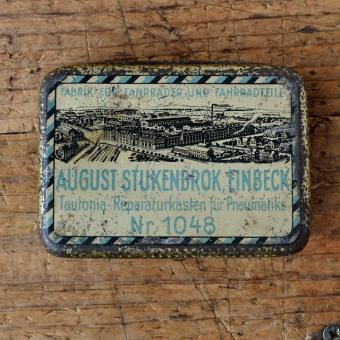 FABRIK FÜR FAHRRÄDER UND FAHRRADTEILE
AUGUST STUKENBROK, EINBECK
Teutonia-Reparaturkasten für Pneumatiks
Nr. 1048